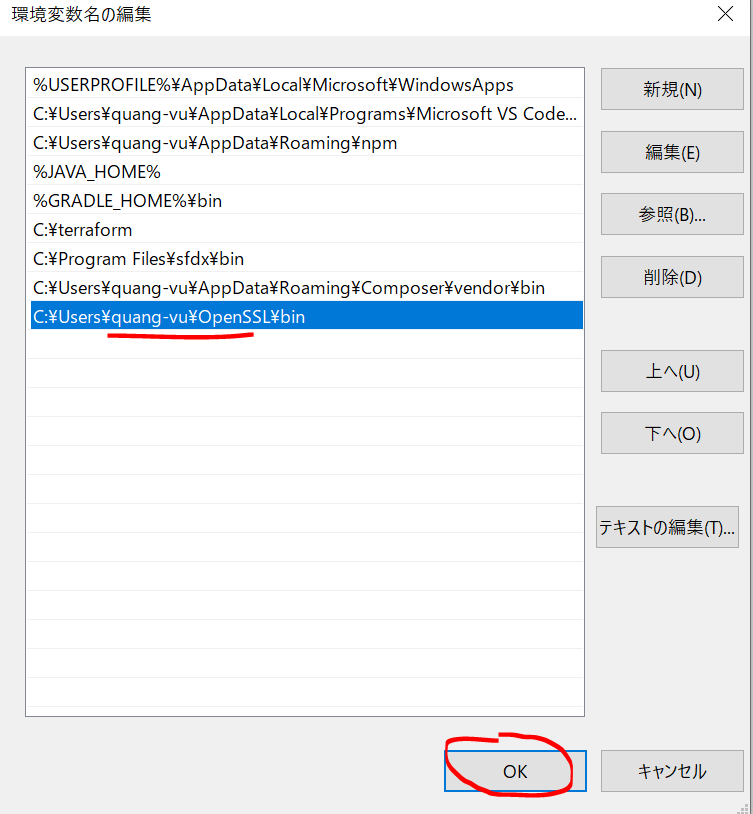 環境変数名の編集
%USERPROFILE%¥AppData¥Local¥Microsoft¥WindowsApps
C:¥Users¥quang-vu¥AppData¥Local¥Programs¥Microsoft VS Code...
C:¥Users¥quang-vu¥AppData¥Roaming¥npm
%JAVA_HOME%
%GRADLE_HOME%¥bin
C:¥terraform
C:¥Program Files¥sfdx¥bin
C:¥Users¥quang-vu¥AppData¥Roaming¥Composer¥vendor¥bin
C:¥Users¥quang-vu¥OpenSSL¥bin
新規(N)
編集(E)
参照(B)...
削除(D)
上へ(U)
下へ(O)
テキストの編集(T)...
OK
キャンセル